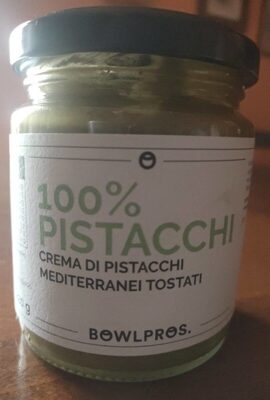 100%
PISTACCHI
CREMA DI PISTACCHI
MEDITERRANEI TOSTATI
g
BOWLPROS.